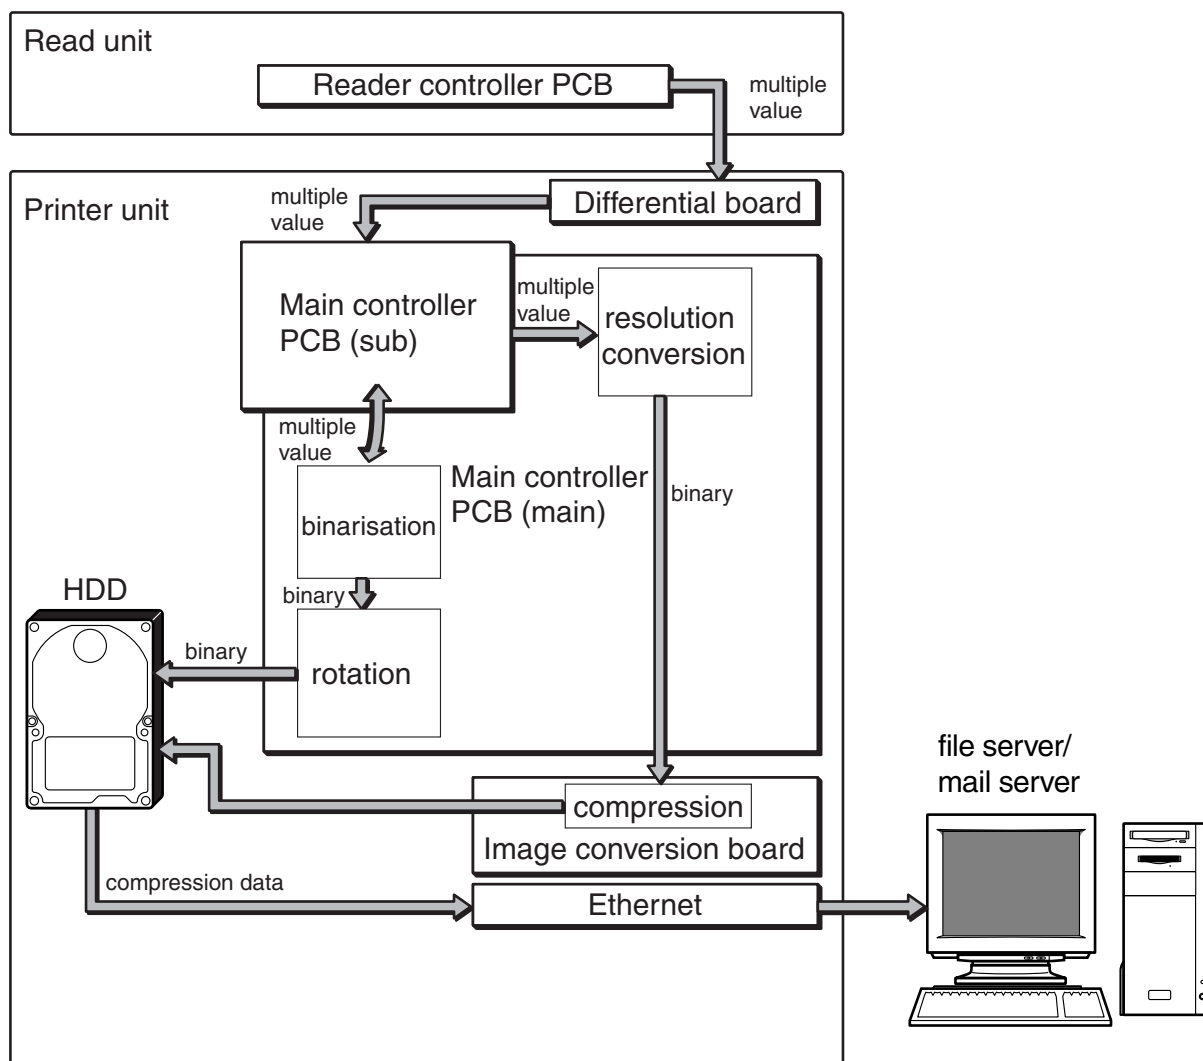 Read unit
Reader controller PCB
multiple
value
Printer unit
multiple
value
Differential board
Main controller
PCB (sub)
multiple
value
resolution
conversion
multiple
value
Main controller
PCB (main)
binary
binarisation
binary
HDD
binary
rotation
file server/
mail server
compression
Image conversion board
compression data
Ethernet